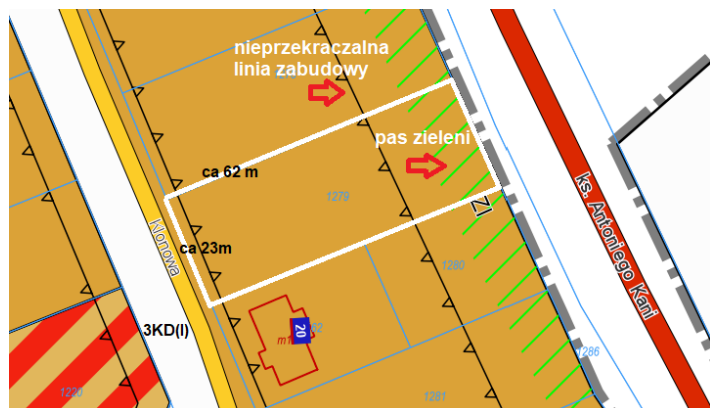 nieprzekraczalna
linia zabudowy
pas zieleni
ca 62 m
1279
ZI
ks. Antoniego Kani
Klonowa
ca 23m
1280
3KD(l)
20
m1
1286
1281